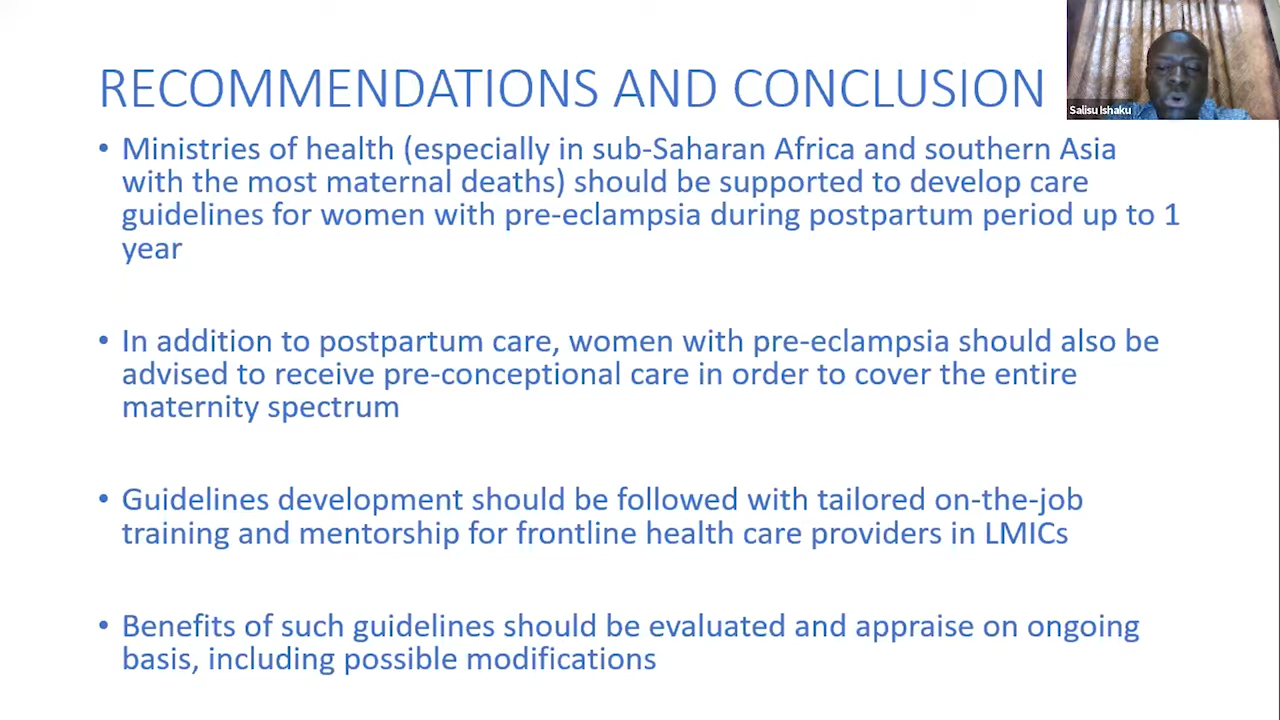 RECOMMENDATIONS AND CONCLUSION
Salisu Ishaku
• Ministries of health (especially in sub-Saharan Africa and southern Asia
with the most maternal deaths) should be supported to develop care
guidelines for women with pre-eclampsia during postpartum period up to 1
year
• In addition to postpartum care, women with pre-eclampsia should also be
advised to receive pre-conceptional care in order to cover the entire
maternity spectrum
• Guidelines development should be followed with tailored on-the-job
training and mentorship for frontline health care providers in LMICs
• Benefits of such guidelines should be evaluated and appraise on ongoing
basis, including possible modifications